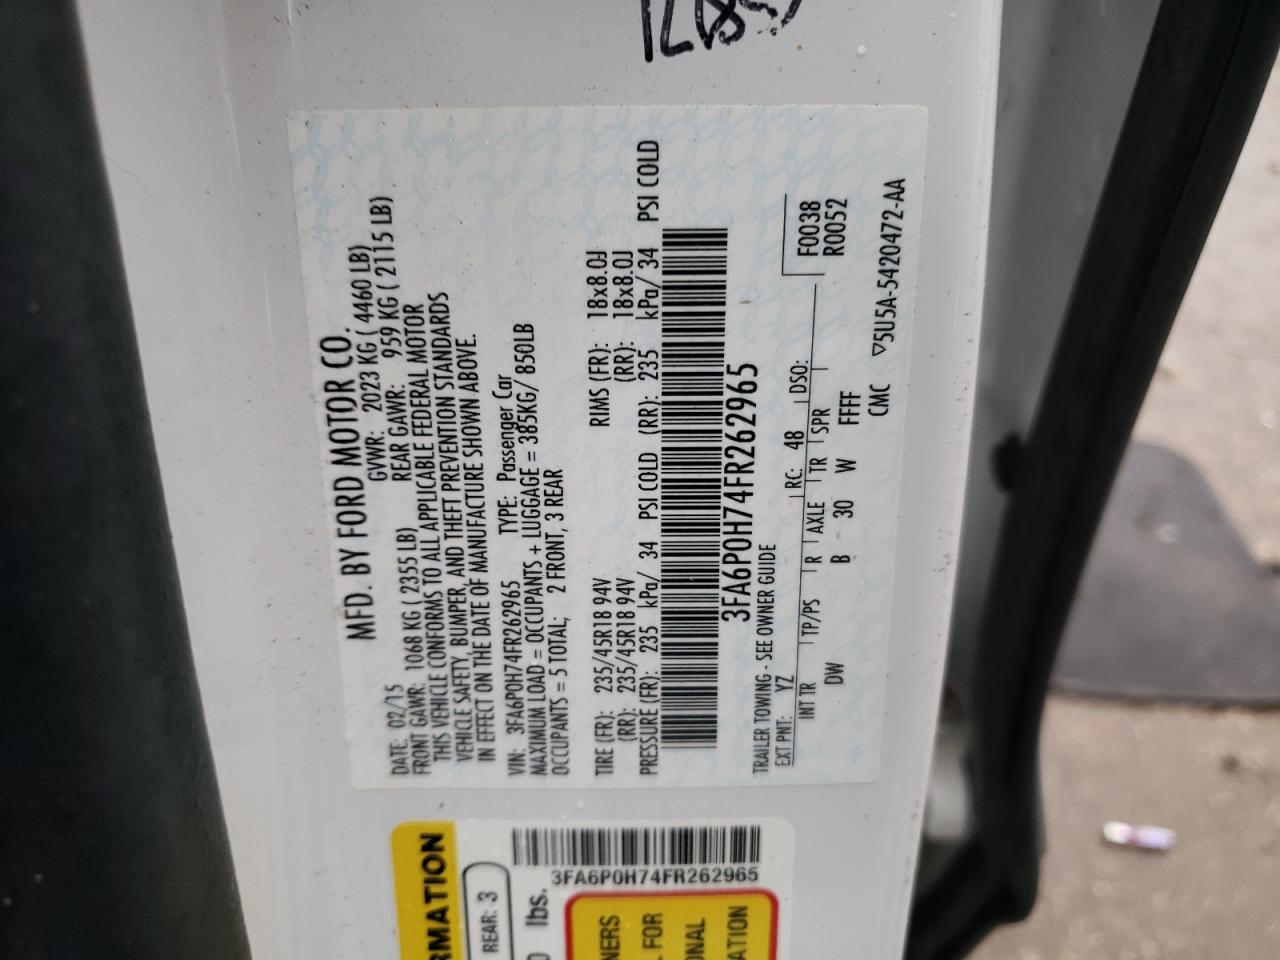 MFD. BY FORD MOTOR CO.
DATE: 02/15 GVWR: 2023 KG ( 4460 LB)
FRONT GAWR: 1068 KG ( 2355 LB) REAR GAWR: 959 KG ( 2115 LB)
THIS VEHICLE CONFORMS TO ALL APPLICABLE FEDERAL MOTOR
VEHICLE SAFETY, BUMPER, AND THEFT PREVENTION STANDARDS
IN EFFECT ON THE DATE OF MANUFACTURE SHOWN ABOVE.
VIN: 3FA6P0H74FR262965 TYPE: Passenger Car
MAXIMUM LOAD = OCCUPANTS + LUGGAGE = 385KG/ 850LB
OCCUPANTS = 5 TOTAL; 2 FRONT, 3 REAR
TIRE (FR): 235/45R18 94V RIMS (FR): 18x8.0J
(RR): 235/45R18 94V (RR): 18x8.0J
PRESSURE (FR): 235 kPa/ 34 PSI COLD (RR): 235 kPa/ 34 PSI COLD
3FA6P0H74FR262965
TRAILER TOWING - SEE OWNER GUIDE
EXT PNT: YZ RC: 48 DSO: F0038
INT TR TP/PS R AXLE TR SPR R0052
DW B 30 W FFFF
CMC ▽5U5A-5420472-AA
RMATION
REAR: 3
lbs.
3FA6P0H74FR262965
NERS
FOR
ONAL
ATION